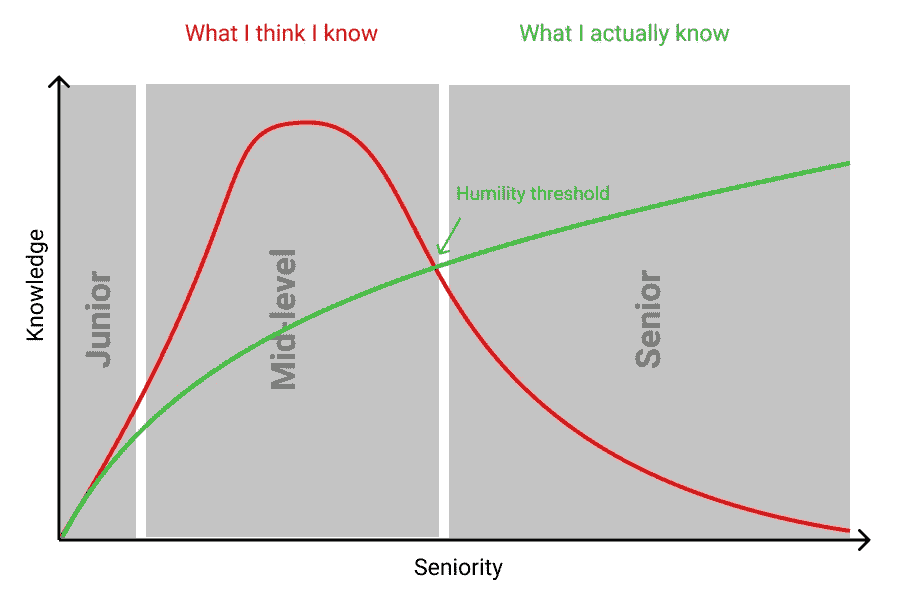 What I think I know
What I actually know
Humility threshold
Knowledge
Junior
Mid-level
Senior
Seniority